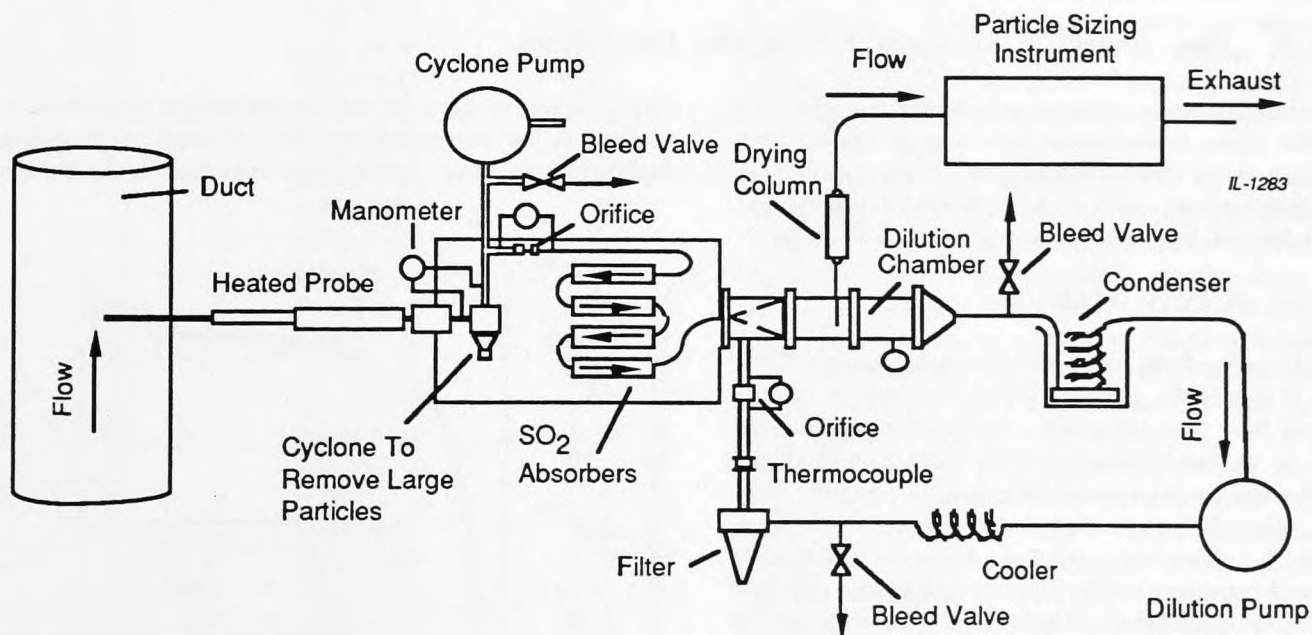 Particle Sizing
Instrument
Flow
Exhaust
Cyclone Pump
Bleed Valve
Drying
Column
IL-1283
Duct
Manometer
Orifice
Bleed Valve
Dilution
Chamber
Condenser
Heated Probe
Flow
Flow
Orifice
SO₂
Absorbers
Cyclone To
Remove Large
Particles
Thermocouple
Filter
Cooler
Bleed Valve
Dilution Pump